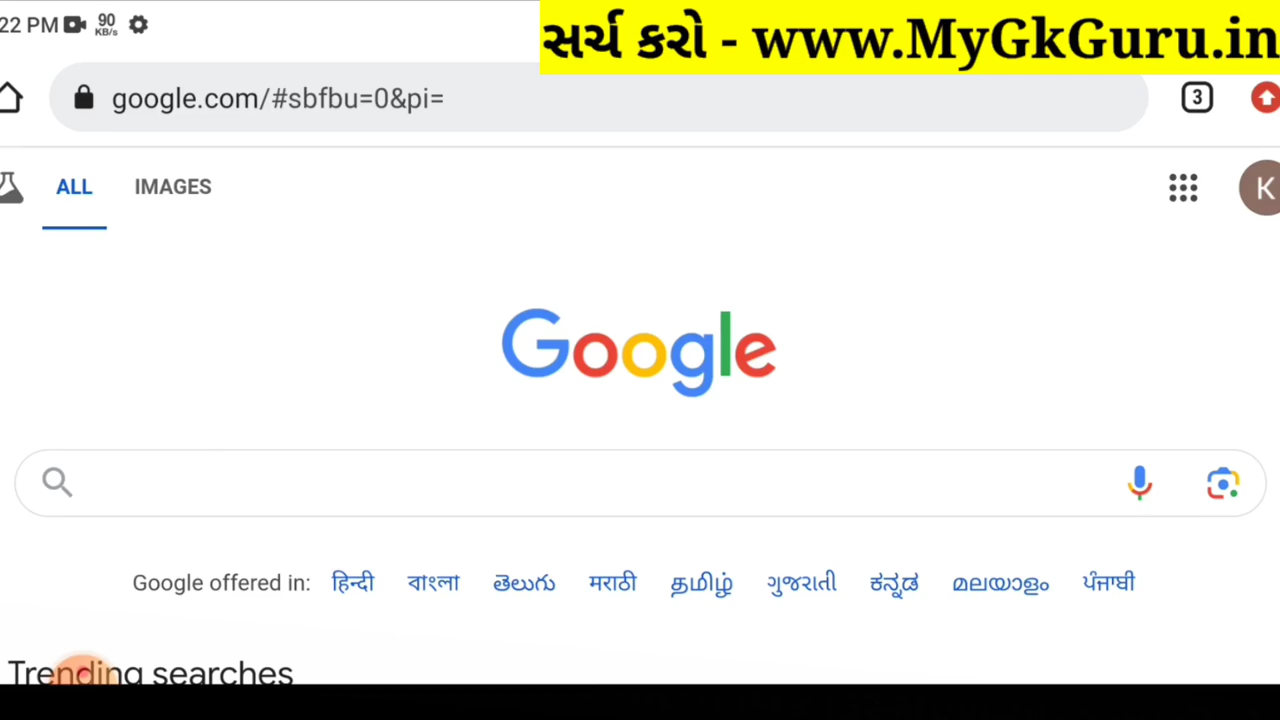 22 PM 90 KB/s
સર્ચ કરો - www.MyGkGuru.in
google.com/#sbfbu=0&pi=
3
ALL IMAGES
K
Google
Google offered in: हिन्दी বাংলা తెలుగు मराठी தமிழ் ગુજરાતી ಕನ್ನಡ മലയാളം ਪੰਜਾਬੀ
Trending searches